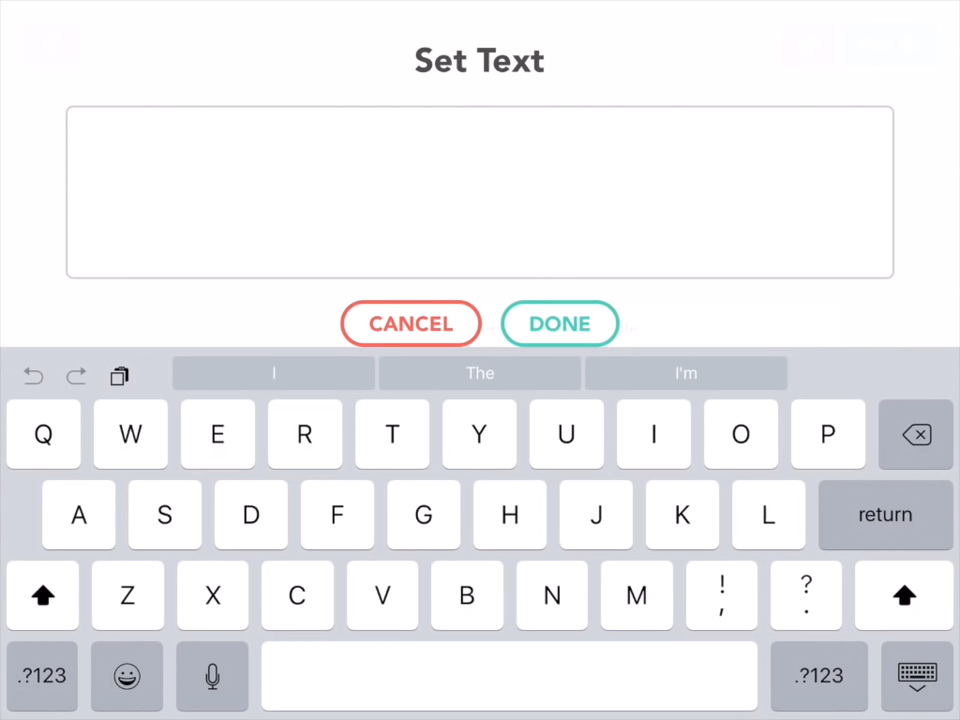 Set Text
CANCEL DONE
I The I'm
Q W E R T Y U I O P
A S D F G H J K L return
Z X C V B N M ! , ? .
.?123 .?123